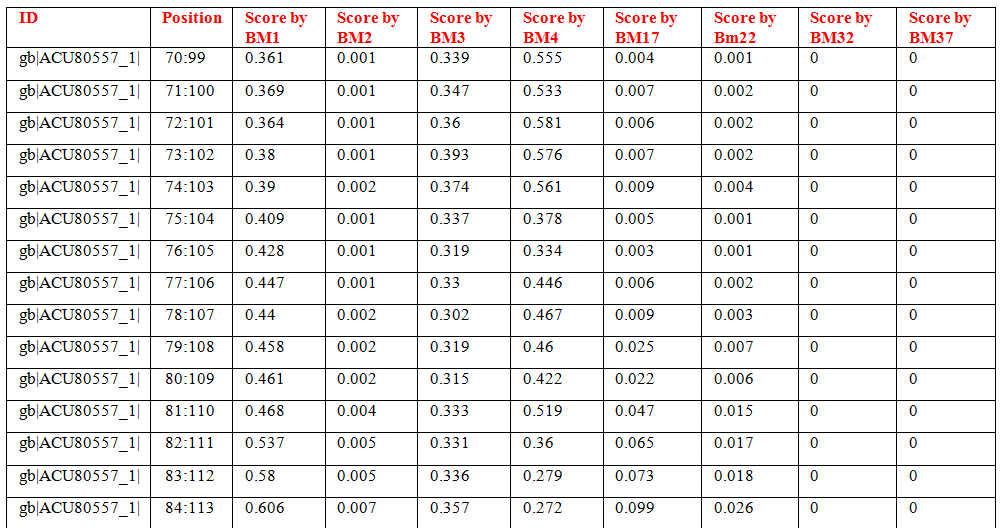 ID Position Score by BM1 Score by BM2 Score by BM3 Score by BM4 Score by BM17 Score by Bm22 Score by BM32 Score by BM37
gb|ACU80557_1| 70:99 0.361 0.001 0.339 0.555 0.004 0.001 0 0
gb|ACU80557_1| 71:100 0.369 0.001 0.347 0.533 0.007 0.002 0 0
gb|ACU80557_1| 72:101 0.364 0.001 0.36 0.581 0.006 0.002 0 0
gb|ACU80557_1| 73:102 0.38 0.001 0.393 0.576 0.007 0.002 0 0
gb|ACU80557_1| 74:103 0.39 0.002 0.374 0.561 0.009 0.004 0 0
gb|ACU80557_1| 75:104 0.409 0.001 0.337 0.378 0.005 0.001 0 0
gb|ACU80557_1| 76:105 0.428 0.001 0.319 0.334 0.003 0.001 0 0
gb|ACU80557_1| 77:106 0.447 0.001 0.33 0.446 0.006 0.002 0 0
gb|ACU80557_1| 78:107 0.44 0.002 0.302 0.467 0.009 0.003 0 0
gb|ACU80557_1| 79:108 0.458 0.002 0.319 0.46 0.025 0.007 0 0
gb|ACU80557_1| 80:109 0.461 0.002 0.315 0.422 0.022 0.006 0 0
gb|ACU80557_1| 81:110 0.468 0.004 0.333 0.519 0.047 0.015 0 0
gb|ACU80557_1| 82:111 0.537 0.005 0.331 0.36 0.065 0.017 0 0
gb|ACU80557_1| 83:112 0.58 0.005 0.336 0.279 0.073 0.018 0 0
gb|ACU80557_1| 84:113 0.606 0.007 0.357 0.272 0.099 0.026 0 0